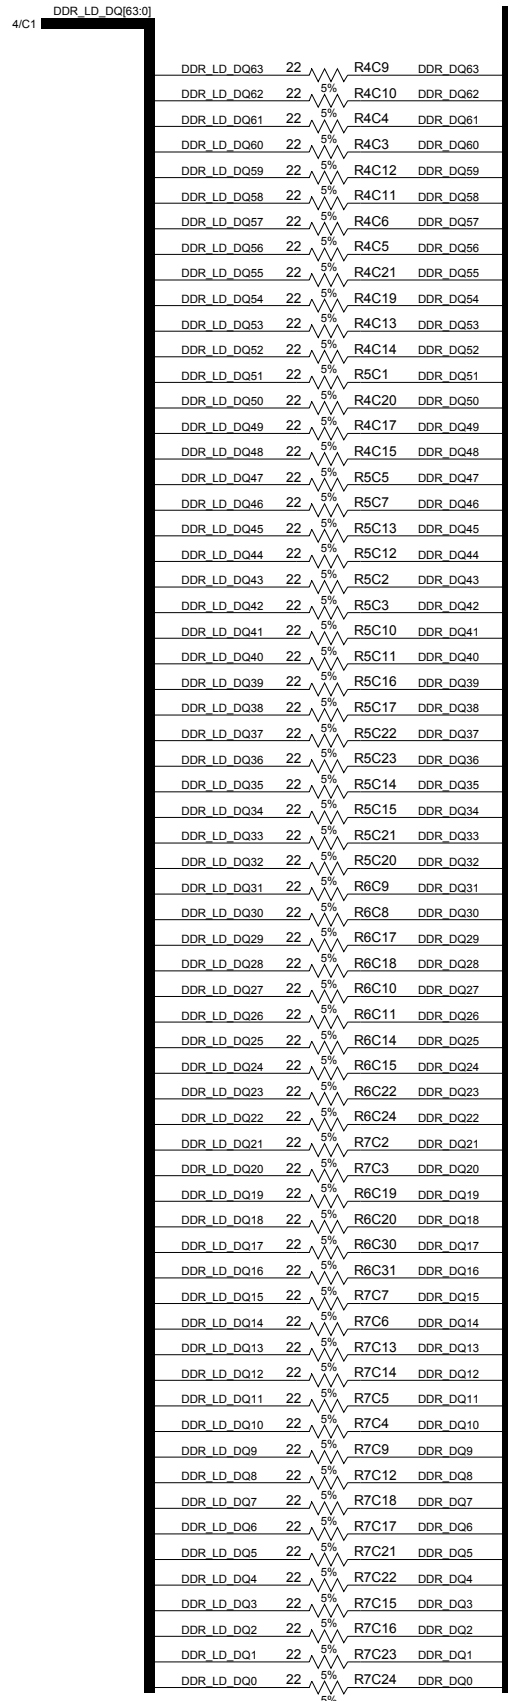 DDR_LD_DQ[63:0]
4/C1
DDR_LD_DQ63 22 R4C9 DDR_DQ63
5%
DDR_LD_DQ62 22 R4C10 DDR_DQ62
5%
DDR_LD_DQ61 22 R4C4 DDR_DQ61
5%
DDR_LD_DQ60 22 R4C3 DDR_DQ60
5%
DDR_LD_DQ59 22 R4C12 DDR_DQ59
5%
DDR_LD_DQ58 22 R4C11 DDR_DQ58
5%
DDR_LD_DQ57 22 R4C6 DDR_DQ57
5%
DDR_LD_DQ56 22 R4C5 DDR_DQ56
5%
DDR_LD_DQ55 22 R4C21 DDR_DQ55
5%
DDR_LD_DQ54 22 R4C19 DDR_DQ54
5%
DDR_LD_DQ53 22 R4C13 DDR_DQ53
5%
DDR_LD_DQ52 22 R4C14 DDR_DQ52
5%
DDR_LD_DQ51 22 R5C1 DDR_DQ51
5%
DDR_LD_DQ50 22 R4C20 DDR_DQ50
5%
DDR_LD_DQ49 22 R4C17 DDR_DQ49
5%
DDR_LD_DQ48 22 R4C15 DDR_DQ48
5%
DDR_LD_DQ47 22 R5C5 DDR_DQ47
5%
DDR_LD_DQ46 22 R5C7 DDR_DQ46
5%
DDR_LD_DQ45 22 R5C13 DDR_DQ45
5%
DDR_LD_DQ44 22 R5C12 DDR_DQ44
5%
DDR_LD_DQ43 22 R5C2 DDR_DQ43
5%
DDR_LD_DQ42 22 R5C3 DDR_DQ42
5%
DDR_LD_DQ41 22 R5C10 DDR_DQ41
5%
DDR_LD_DQ40 22 R5C11 DDR_DQ40
5%
DDR_LD_DQ39 22 R5C16 DDR_DQ39
5%
DDR_LD_DQ38 22 R5C17 DDR_DQ38
5%
DDR_LD_DQ37 22 R5C22 DDR_DQ37
5%
DDR_LD_DQ36 22 R5C23 DDR_DQ36
5%
DDR_LD_DQ35 22 R5C14 DDR_DQ35
5%
DDR_LD_DQ34 22 R5C15 DDR_DQ34
5%
DDR_LD_DQ33 22 R5C21 DDR_DQ33
5%
DDR_LD_DQ32 22 R5C20 DDR_DQ32
5%
DDR_LD_DQ31 22 R6C9 DDR_DQ31
5%
DDR_LD_DQ30 22 R6C8 DDR_DQ30
5%
DDR_LD_DQ29 22 R6C17 DDR_DQ29
5%
DDR_LD_DQ28 22 R6C18 DDR_DQ28
5%
DDR_LD_DQ27 22 R6C10 DDR_DQ27
5%
DDR_LD_DQ26 22 R6C11 DDR_DQ26
5%
DDR_LD_DQ25 22 R6C14 DDR_DQ25
5%
DDR_LD_DQ24 22 R6C15 DDR_DQ24
5%
DDR_LD_DQ23 22 R6C22 DDR_DQ23
5%
DDR_LD_DQ22 22 R6C24 DDR_DQ22
5%
DDR_LD_DQ21 22 R7C2 DDR_DQ21
5%
DDR_LD_DQ20 22 R7C3 DDR_DQ20
5%
DDR_LD_DQ19 22 R6C19 DDR_DQ19
5%
DDR_LD_DQ18 22 R6C20 DDR_DQ18
5%
DDR_LD_DQ17 22 R6C30 DDR_DQ17
5%
DDR_LD_DQ16 22 R6C31 DDR_DQ16
5%
DDR_LD_DQ15 22 R7C7 DDR_DQ15
5%
DDR_LD_DQ14 22 R7C6 DDR_DQ14
5%
DDR_LD_DQ13 22 R7C13 DDR_DQ13
5%
DDR_LD_DQ12 22 R7C14 DDR_DQ12
5%
DDR_LD_DQ11 22 R7C5 DDR_DQ11
5%
DDR_LD_DQ10 22 R7C4 DDR_DQ10
5%
DDR_LD_DQ9 22 R7C9 DDR_DQ9
5%
DDR_LD_DQ8 22 R7C12 DDR_DQ8
5%
DDR_LD_DQ7 22 R7C18 DDR_DQ7
5%
DDR_LD_DQ6 22 R7C17 DDR_DQ6
5%
DDR_LD_DQ5 22 R7C21 DDR_DQ5
5%
DDR_LD_DQ4 22 R7C22 DDR_DQ4
5%
DDR_LD_DQ3 22 R7C15 DDR_DQ3
5%
DDR_LD_DQ2 22 R7C16 DDR_DQ2
5%
DDR_LD_DQ1 22 R7C23 DDR_DQ1
5%
DDR_LD_DQ0 22 R7C24 DDR_DQ0
5%